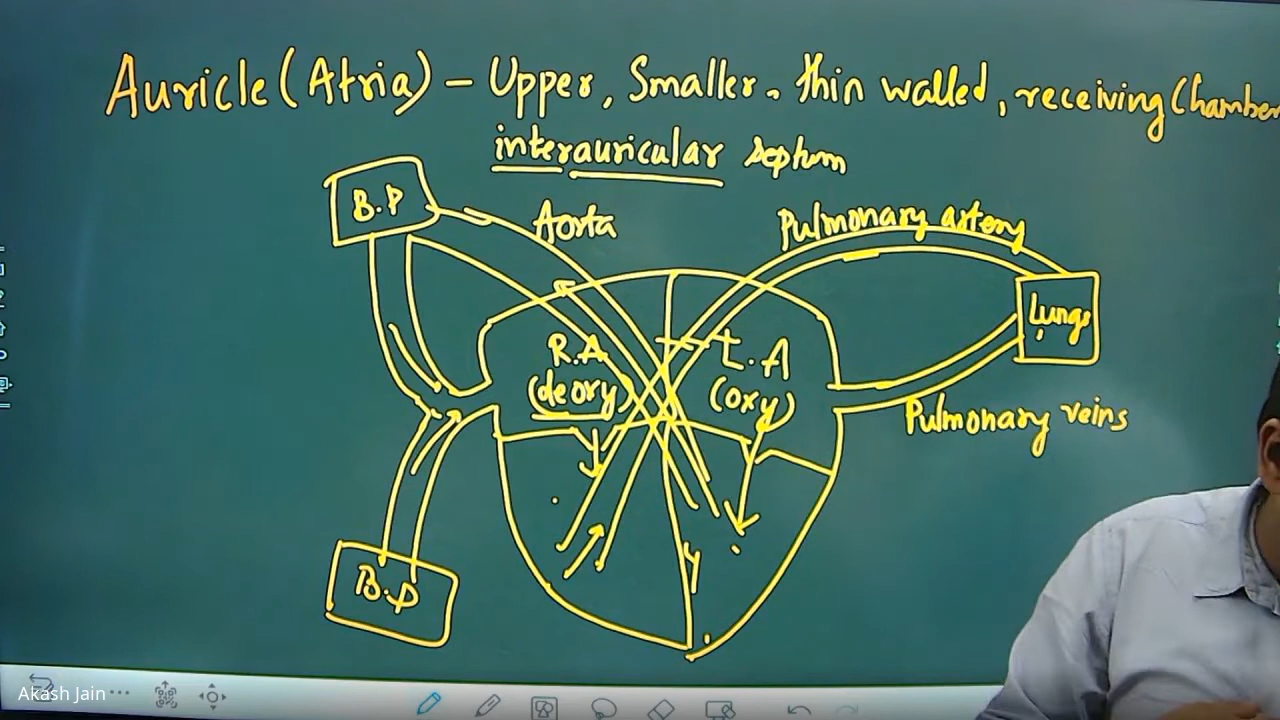 Auricle (Atria) - Upper, Smaller, thin walled, receiving Chamber
interauricular septum
B.P
Aorta
Pulmonary artery
Lungs
R.A
L.A
(deoxy)
(oxy)
Pulmonary veins
B.P
Akash Jain